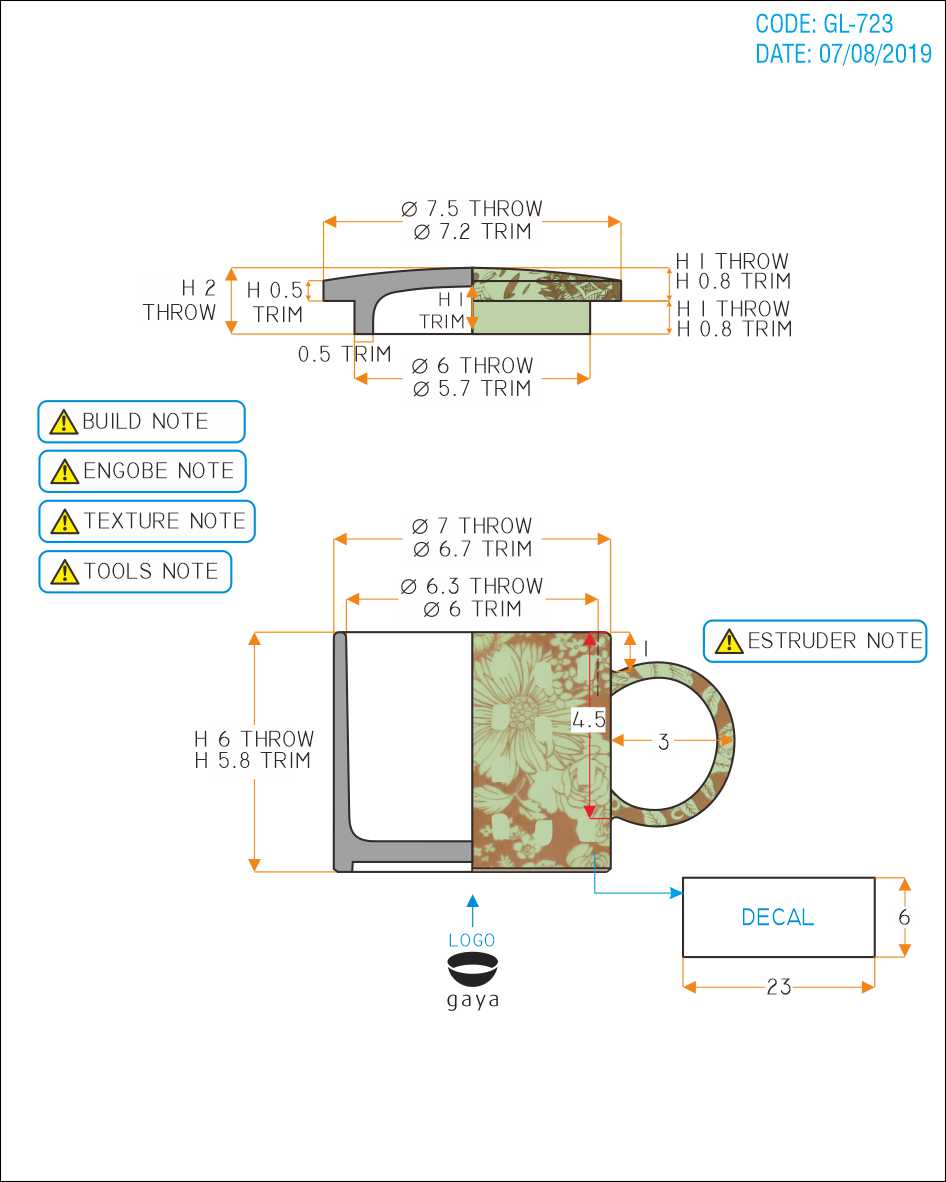 CODE: GL-723
DATE: 07/08/2019
Ø 7.5 THROW
Ø 7.2 TRIM
H 2
THROW
H 0.5
TRIM
H 1
TRIM
H 1 THROW
H 0.8 TRIM
H 1 THROW
H 0.8 TRIM
0.5 TRIM
Ø 6 THROW
Ø 5.7 TRIM
BUILD NOTE
ENGOBE NOTE
TEXTURE NOTE
TOOLS NOTE
Ø 7 THROW
Ø 6.7 TRIM
Ø 6.3 THROW
Ø 6 TRIM
ESTRUDER NOTE
1
4.5
3
H 6 THROW
H 5.8 TRIM
DECAL
6
23
LOGO
gaya